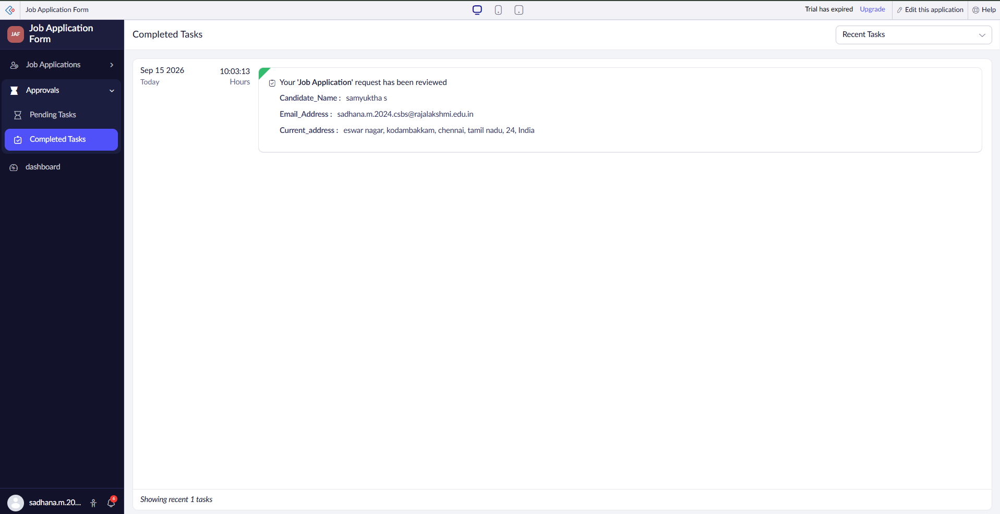 Job Application Form
Trial has expired Upgrade Edit this application Help
JAF
Job Application
Form
Job Applications
Approvals
Pending Tasks
Completed Tasks
dashboard
sadhana.m.20...
6
Completed Tasks
Recent Tasks
Sep 15 2026
Today
10:03:13
Hours
Your 'Job Application' request has been reviewed
Candidate_Name : samyuktha s
Email_Address : sadhana.m.2024.csbs@rajalakshmi.edu.in
Current_address : eswar nagar, kodambakkam, chennai, tamil nadu, 24, India
Showing recent 1 tasks